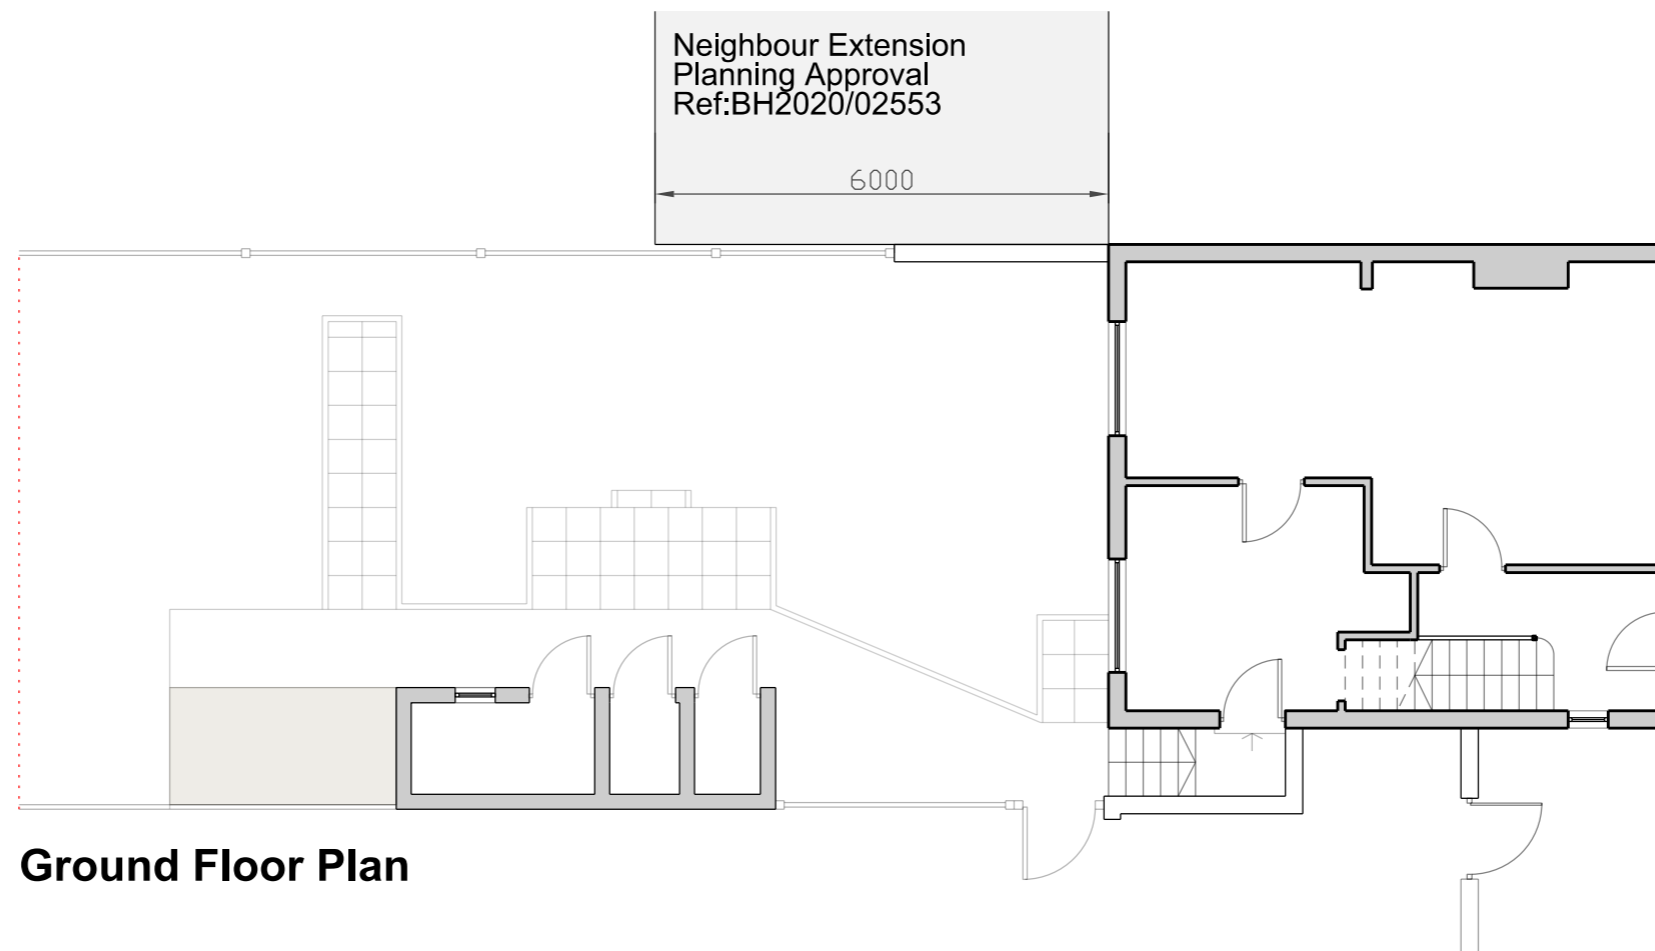 Neighbour Extension
Planning Approval
Ref:BH2020/02553
6000
Ground Floor Plan